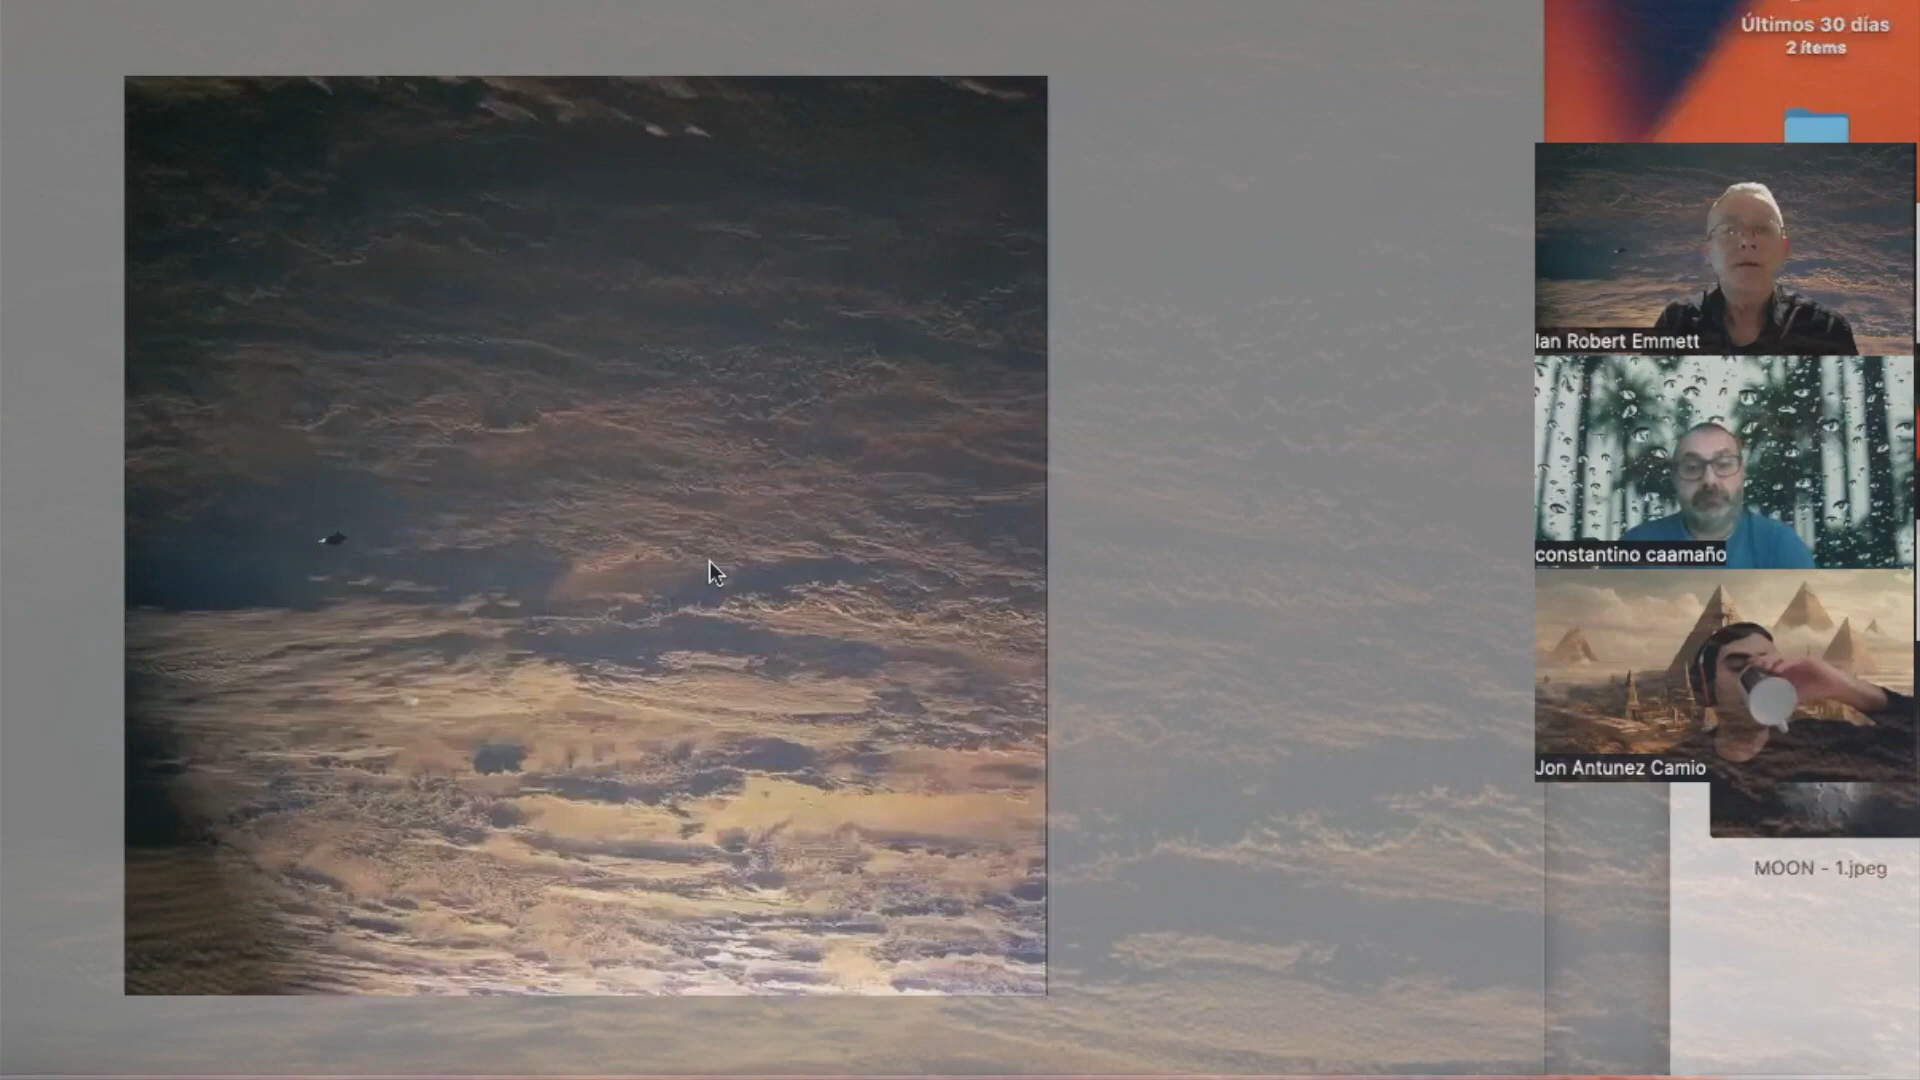 Últimos 30 días
2 ítems
Ian Robert Emmett
constantino caamaño
Jon Antunez Camio
MOON - 1.jpeg